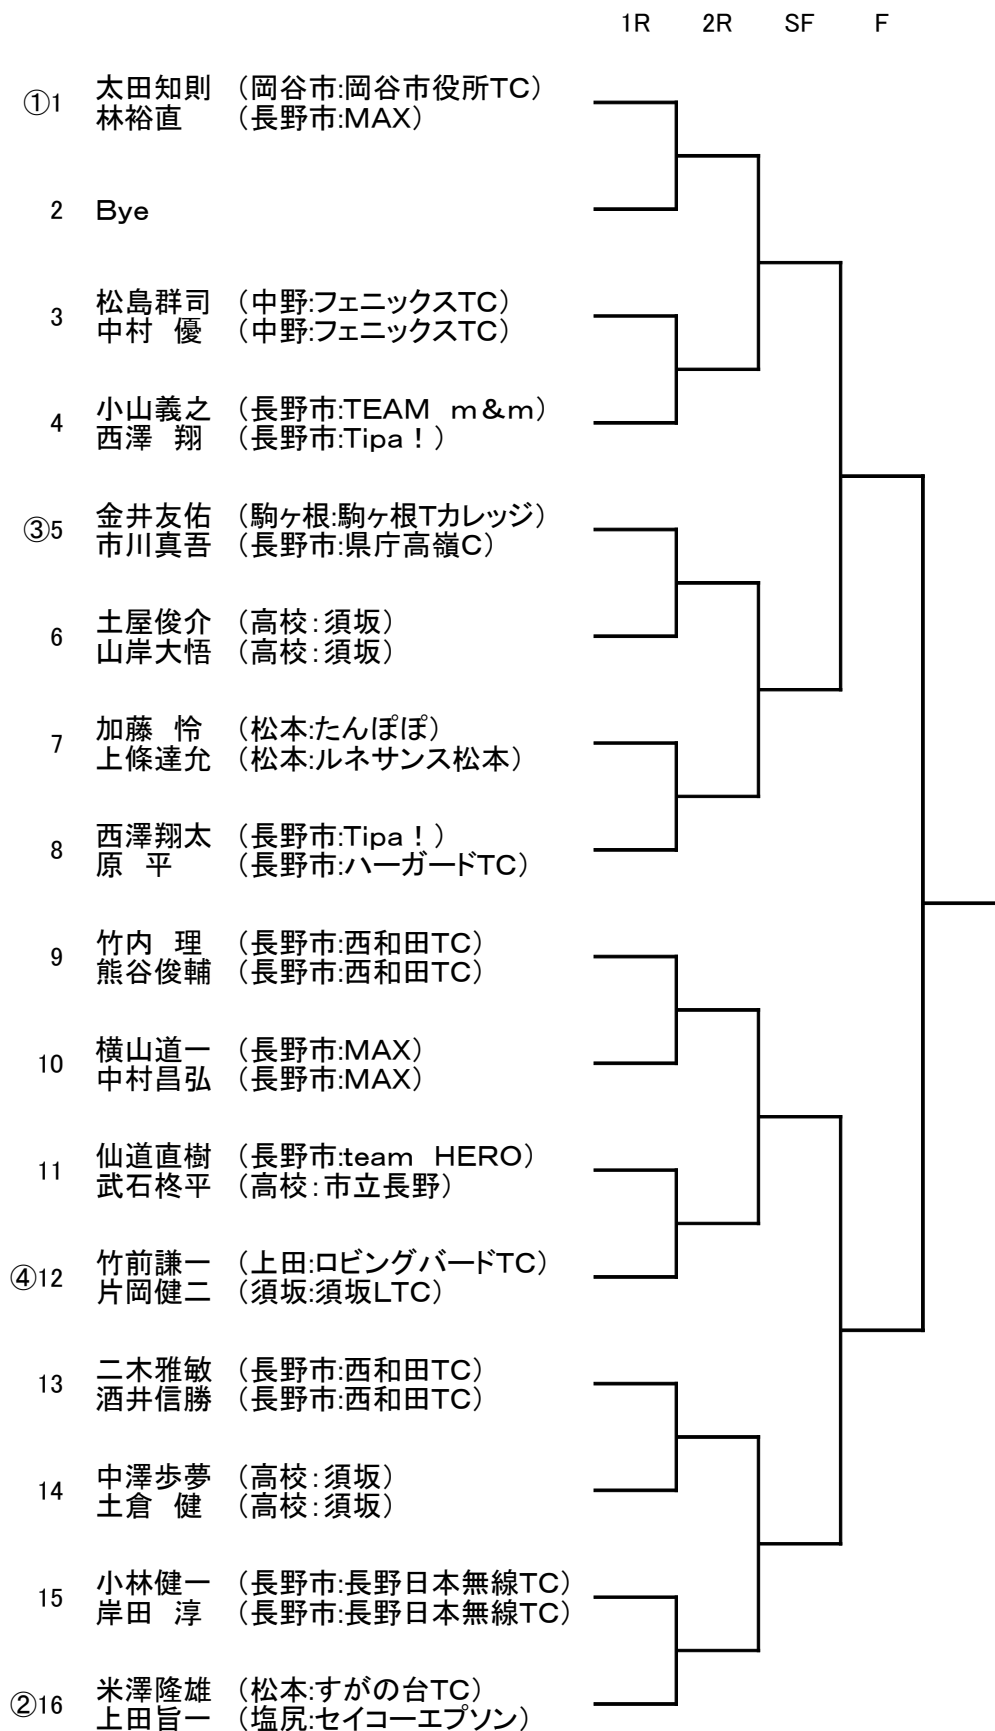 1R 2R SF F
太田知則 （岡谷市:岡谷市役所TC）
①1
林裕直 （長野市:MAX）
2 Bye
松島群司 （中野:フェニックスTC）
3
中村　優 （中野:フェニックスTC）
小山義之 （長野市:TEAM　m＆m）
4
西澤　翔 （長野市:Tipa！）
金井友佑 （駒ヶ根:駒ヶ根Tカレッジ）
③5
市川真吾 （長野市:県庁高嶺C）
土屋俊介 （高校：須坂）
6
山岸大悟 （高校：須坂）
加藤　怜 （松本:たんぽぽ）
7
上條達允 （松本:ルネサンス松本）
西澤翔太 （長野市:Tipa！）
8
原　平 （長野市:ハーガードTC）
竹内　理 （長野市:西和田TC）
9
熊谷俊輔 （長野市:西和田TC）
横山道一 （長野市:MAX）
10
中村昌弘 （長野市:MAX）
仙道直樹 （長野市:team　HERO）
11
武石柊平 （高校：市立長野）
竹前謙一 （上田:ロビングバードTC）
④12
片岡健二 （須坂:須坂LTC）
二木雅敏 （長野市:西和田TC）
13
酒井信勝 （長野市:西和田TC）
中澤歩夢 （高校：須坂）
14
土倉　健 （高校：須坂）
小林健一 （長野市:長野日本無線TC）
15
岸田　淳 （長野市:長野日本無線TC）
米澤隆雄 （松本:すがの台TC）
②16
上田旨一 （塩尻:セイコーエプソン）